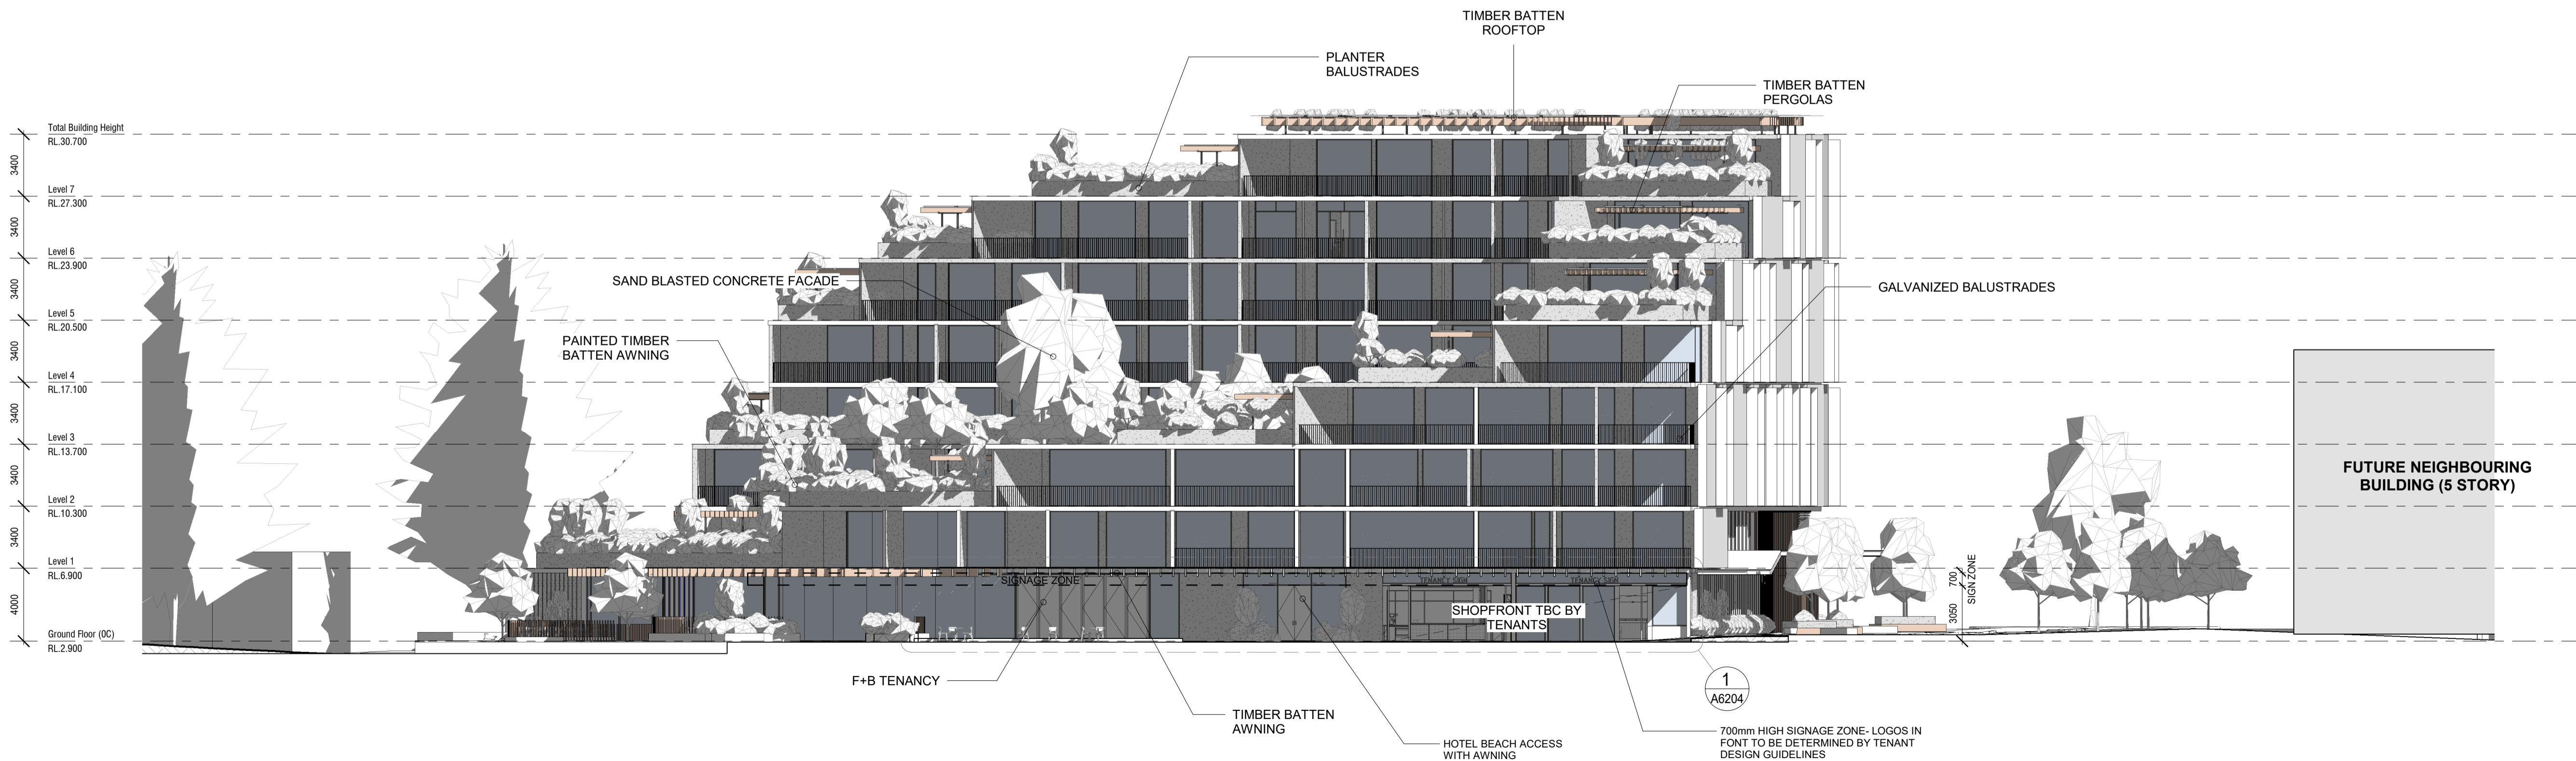 TIMBER BATTEN
ROOFTOP
PLANTER
BALUSTRADES
TIMBER BATTEN
PERGOLAS
Total Building Height
RL.30.700
3400
Level 7
RL.27.300
3400
Level 6
RL.23.900
SAND BLASTED CONCRETE FACADE
GALVANIZED BALUSTRADES
3400
Level 5
RL.20.500
PAINTED TIMBER
BATTEN AWNING
3400
Level 4
RL.17.100
3400
Level 3
RL.13.700
3400
FUTURE NEIGHBOURING
BUILDING (5 STORY)
Level 2
RL.10.300
3400
Level 1
RL.6.900
SIGNAGE ZONE
TENANCY SIGN
TENANCY SIGN
700
SIGN ZONE
4000
SHOPFRONT TBC BY
TENANTS
3050
Ground Floor (0C)
RL.2.900
F+B TENANCY
1
A6204
TIMBER BATTEN
AWNING
HOTEL BEACH ACCESS
WITH AWNING
700mm HIGH SIGNAGE ZONE- LOGOS IN
FONT TO BE DETERMINED BY TENANT
DESIGN GUIDELINES